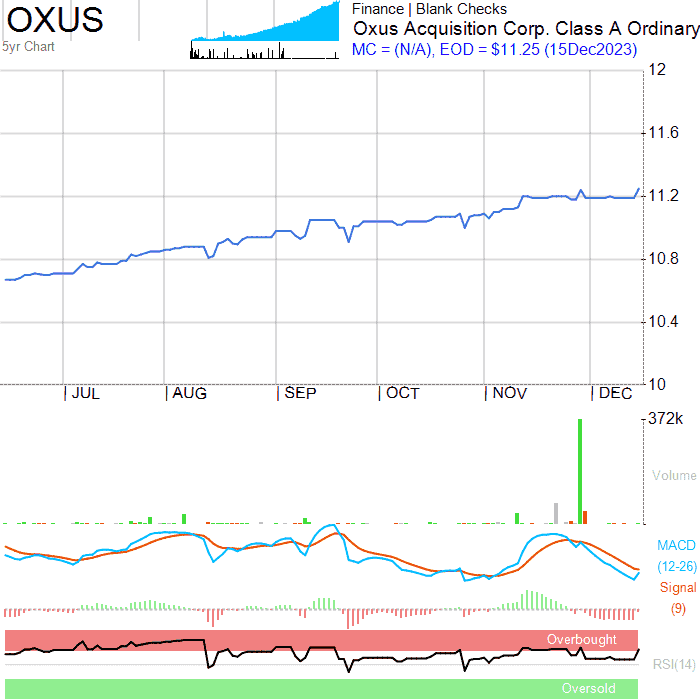 OXUS
5yr Chart
Finance | Blank Checks
Oxus Acquisition Corp. Class A Ordinary
MC = (N/A), EOD = $11.25 (15Dec2023)
12
11.6
11.2
10.8
10.4
10
JUL
AUG
SEP
OCT
NOV
DEC
372k
Volume
MACD
(12-26)
Signal
(9)
Overbought
RSI(14)
Oversold